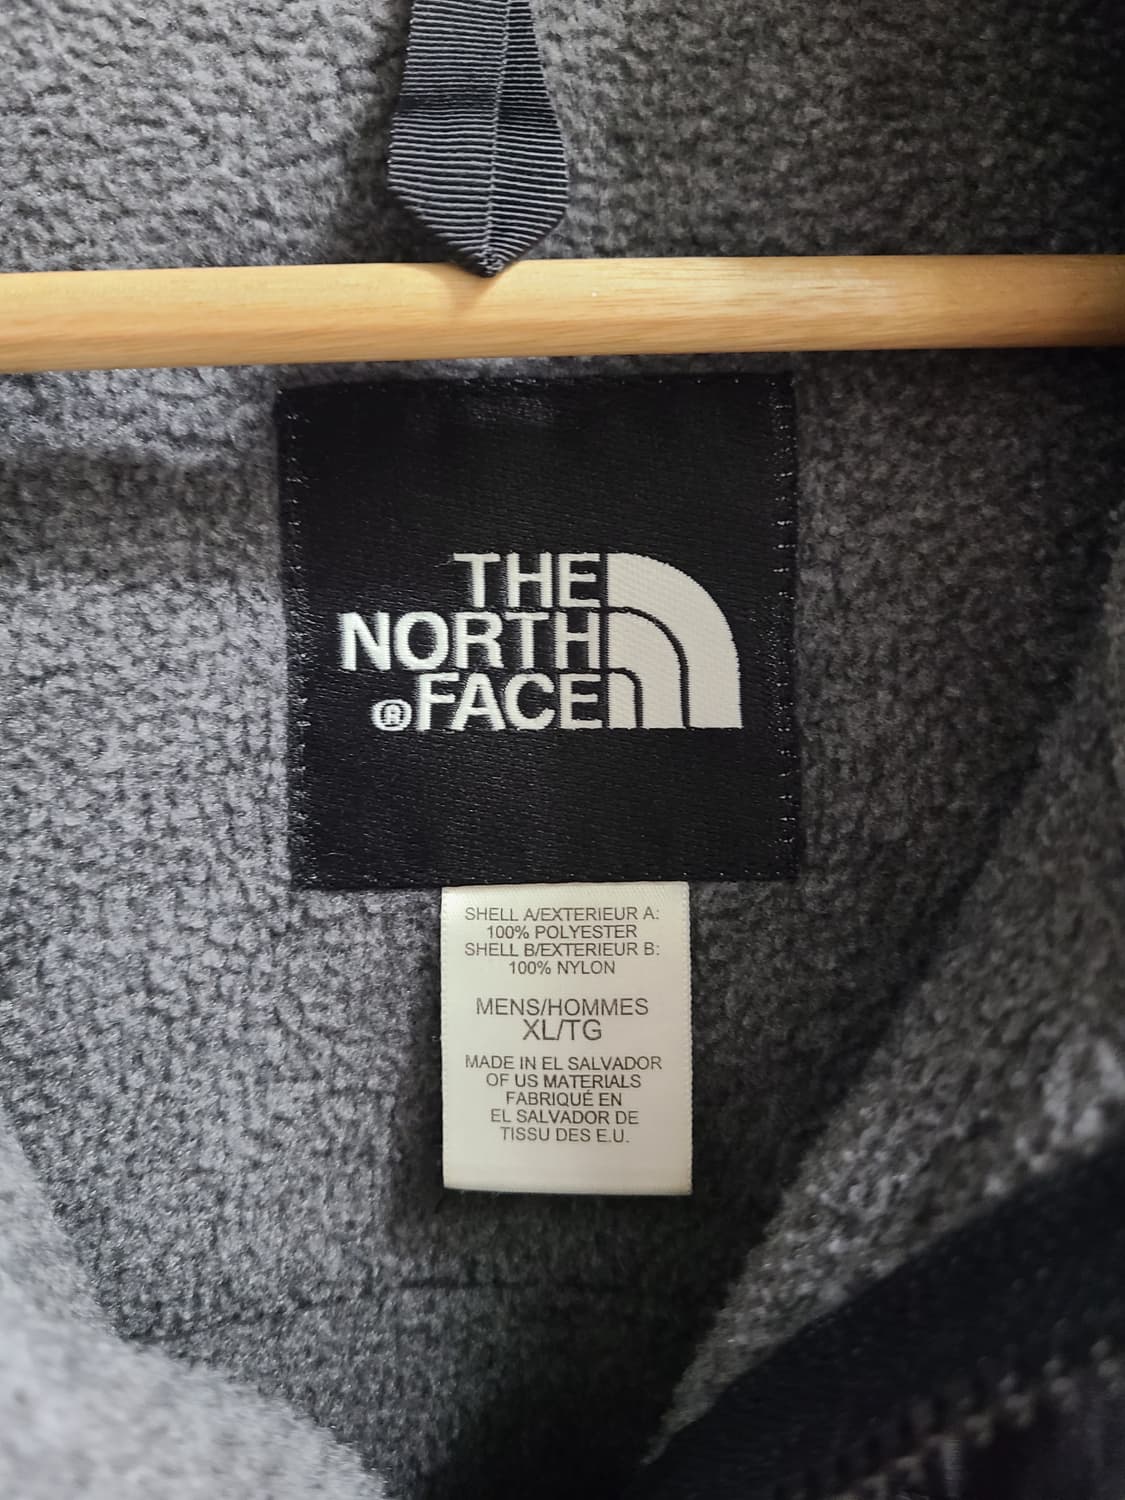 THE
NORTH
®FACE
SHELL A/EXTERIEUR A:
100% POLYESTER
SHELL B/EXTERIEUR B:
100% NYLON
MENS/HOMMES
XL/TG
MADE IN EL SALVADOR
OF US MATERIALS
FABRIQUÉ EN
EL SALVADOR DE
TISSU DES E.U.